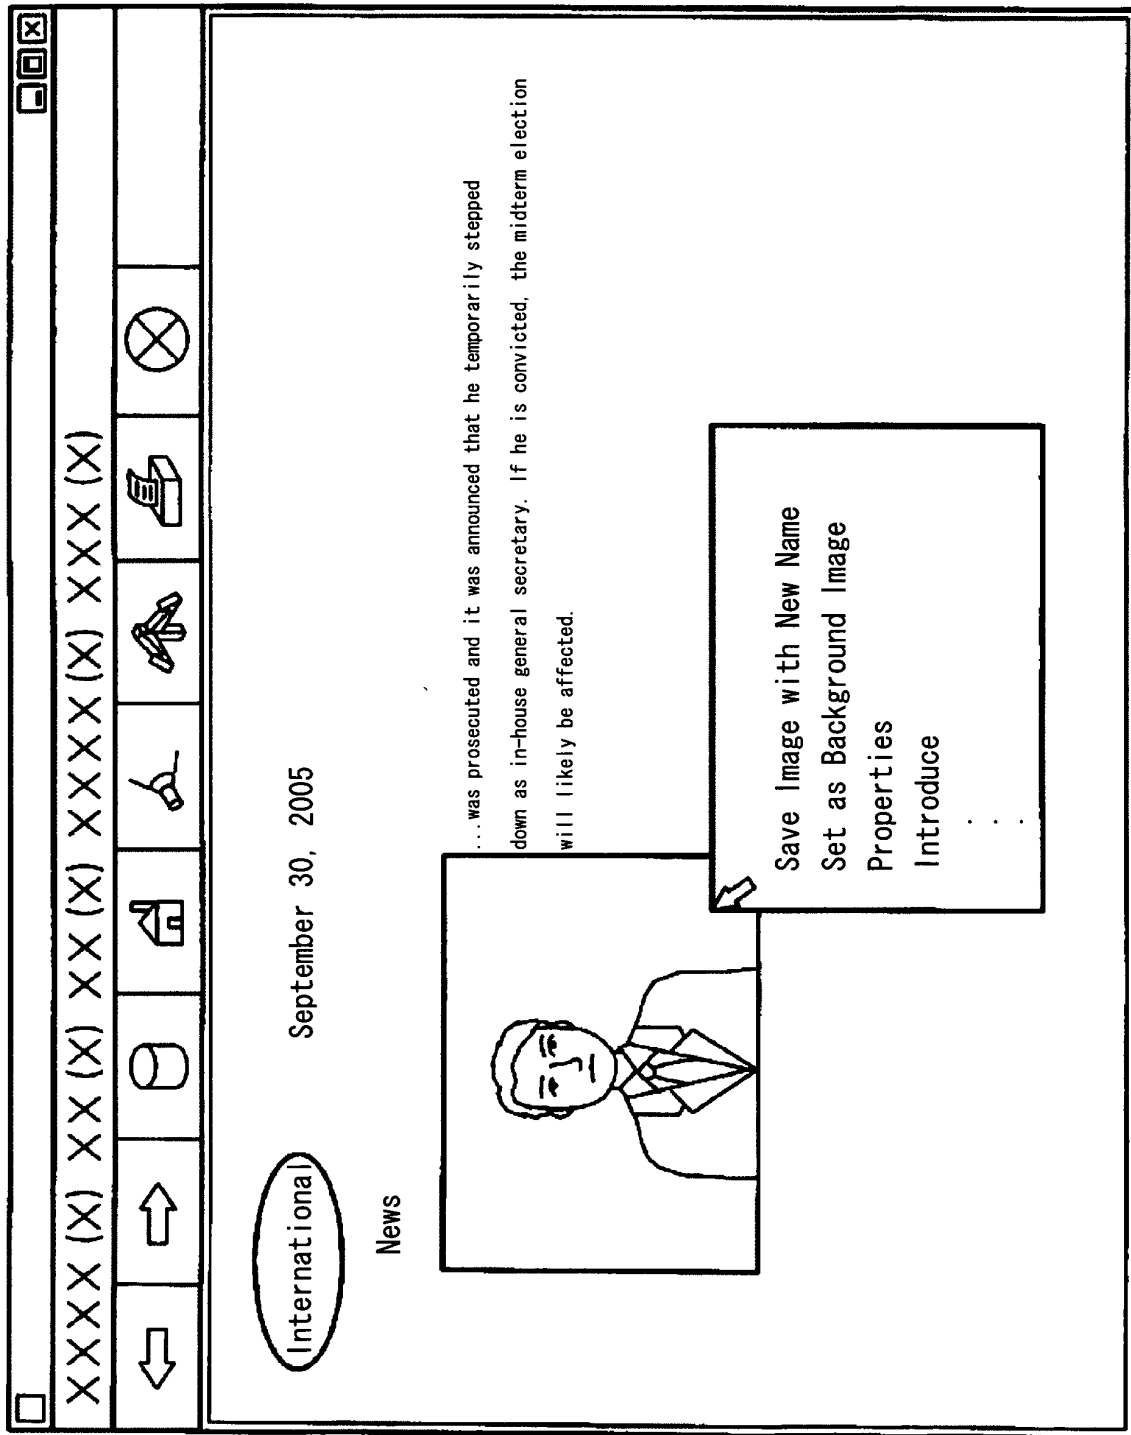 XXXX (X) XX (X) XX (X) XXXX (X) XXX (X)
International
September 30, 2005
News
...was prosecuted and it was announced that he temporarily stepped
down as in-house general secretary. If he is convicted, the midterm election
will likely be affected.
Save Image with New Name
Set as Background Image
Properties
Introduce